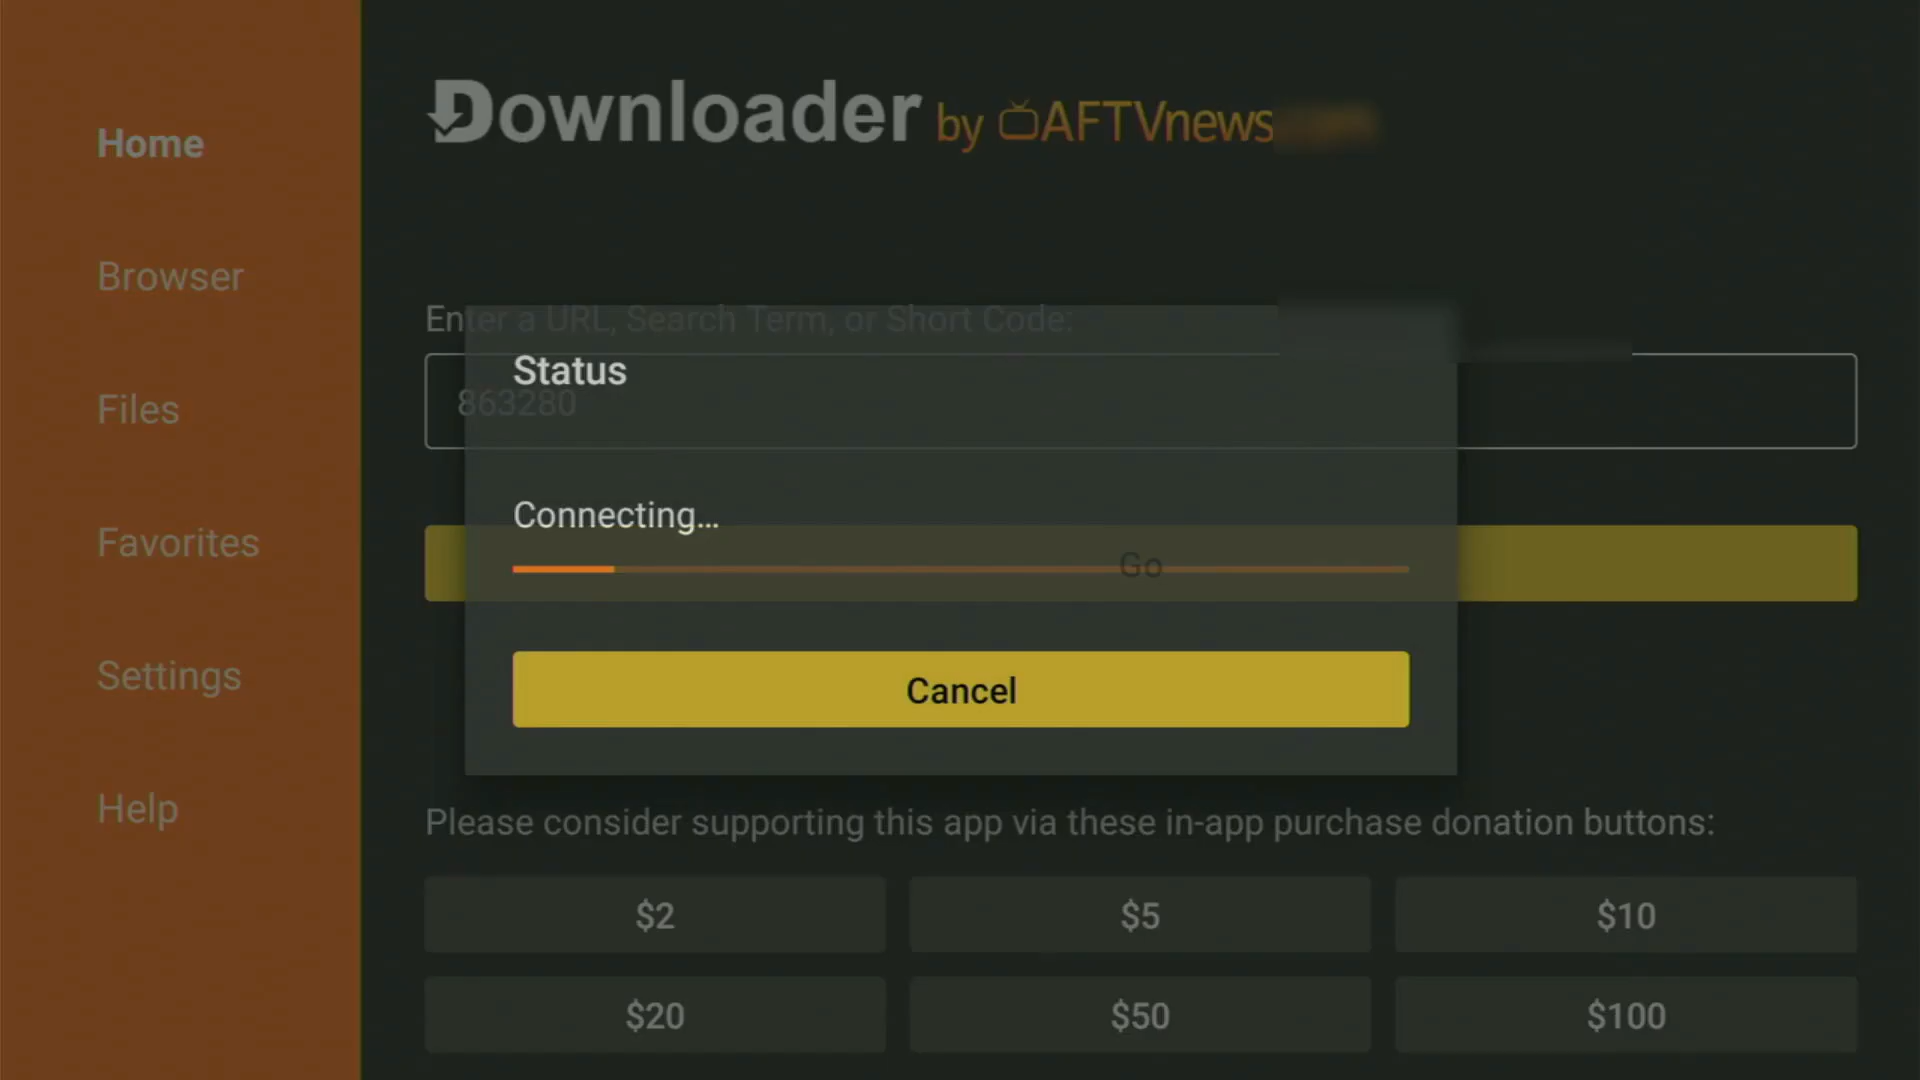 Downloader by AFTVnews
Home
Browser
Files
Favorites
Settings
Help
Enter a URL, Search Term, or Short Code:
Status
863280
Connecting...
Go
Cancel
Please consider supporting this app via these in-app purchase donation buttons:
$2 $5 $10
$20 $50 $100